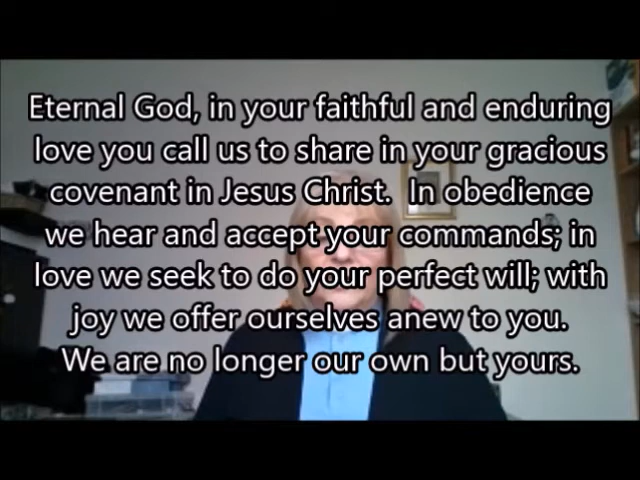 Eternal God, in your faithful and enduring
love you call us to share in your gracious
covenant in Jesus Christ. In obedience
we hear and accept your commands; in
love we seek to do your perfect will; with
joy we offer ourselves anew to you.
We are no longer our own but yours.